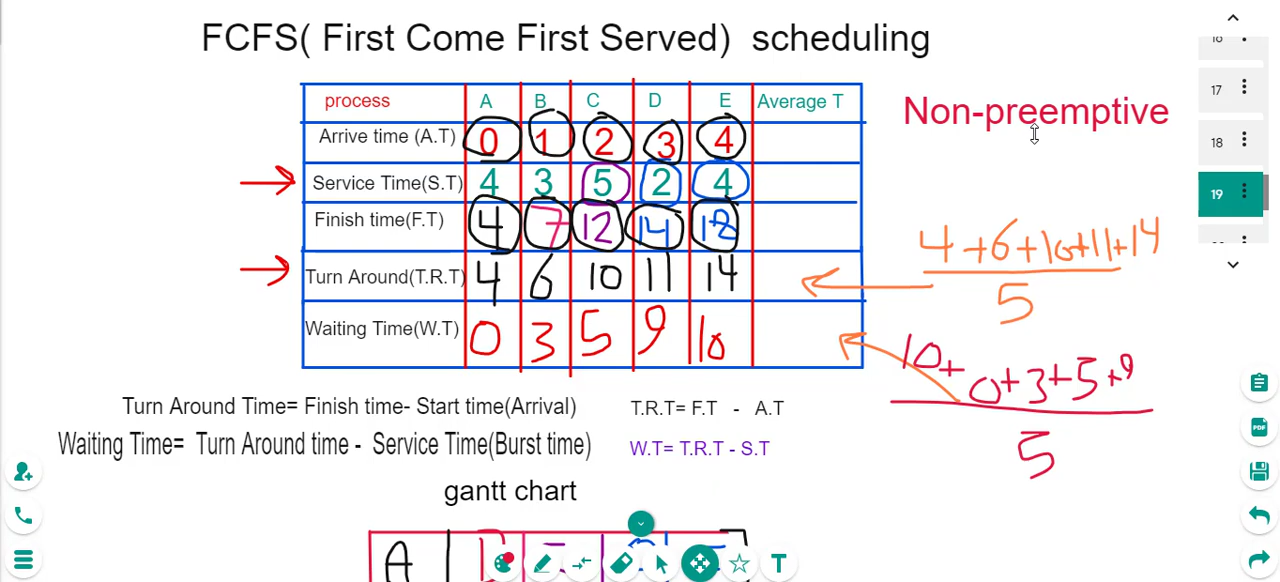 FCFS( First Come First Served) scheduling
process A B C D E Average T
Arrive time (A.T) 0 1 2 3 4
Service Time(S.T) 4 3 5 2 4
Finish time(F.T) 4 7 12 14 18
Turn Around(T.R.T) 4 6 10 11 14
Waiting Time(W.T) 0 3 5 9 10
Non-preemptive
4+6+10+11+14
5
10+0+3+5+9
5
Turn Around Time= Finish time- Start time(Arrival) T.R.T= F.T - A.T
Waiting Time= Turn Around time - Service Time(Burst time) W.T= T.R.T - S.T
gantt chart
A
17
18
19
T
PDF